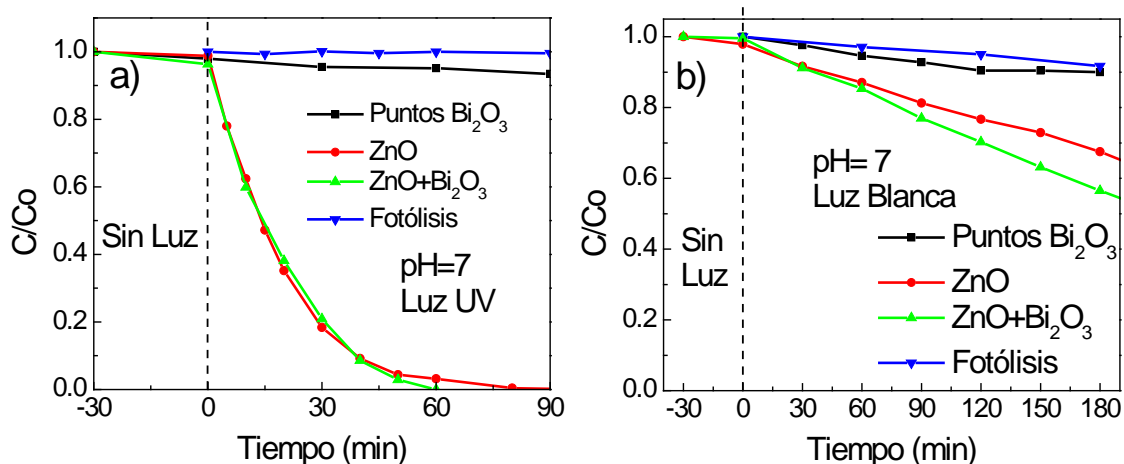 a)
C/Co
1.0
0.8
0.6
0.4
0.2
0.0
Sin Luz
Puntos Bi₂O₃
ZnO
ZnO+Bi₂O₃
Fotólisis
pH=7
Luz UV
-30 0 30 60 90
Tiempo (min)
b)
C/Co
1.0
0.8
0.6
0.4
0.2
0.0
Sin
Luz
pH= 7
Luz Blanca
Puntos Bi₂O₃
ZnO
ZnO+Bi₂O₃
Fotólisis
-30 0 30 60 90 120 150 180
Tiempo (min)